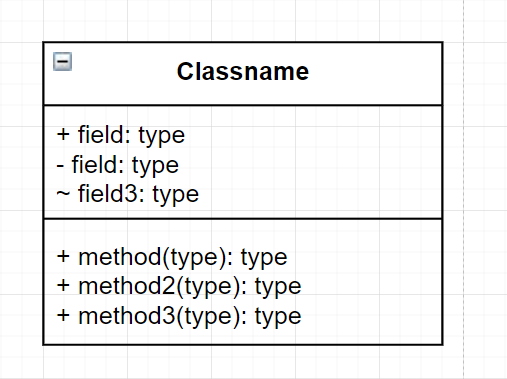 Classname
+ field: type
- field: type
~ field3: type
+ method(type): type
+ method2(type): type
+ method3(type): type